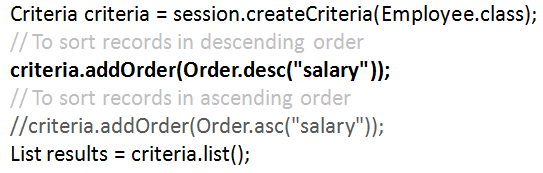 Criteria criteria = session.createCriteria(Employee.class);
// To sort records in descending order
criteria.addOrder(Order.desc("salary"));
// To sort records in ascending order
//criteria.addOrder(Order.asc("salary"));
List results = criteria.list();